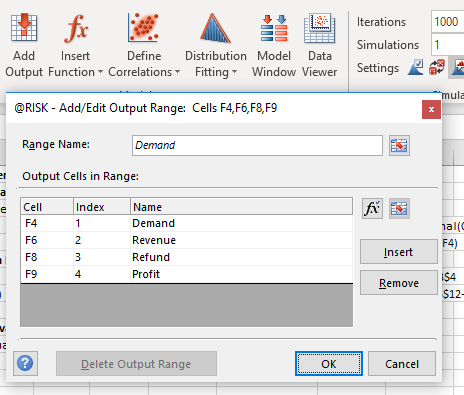 Add Output
Insert Function
Define Correlations
Distribution Fitting
Model Window
Data Viewer
Iterations 1000
Simulations 1
Settings
@RISK - Add/Edit Output Range: Cells F4,F6,F8,F9
x
Range Name: Demand
Output Cells in Range:
Cell Index Name
F4 1 Demand
F6 2 Revenue
F8 3 Refund
F9 4 Profit
fx
Insert
Remove
? Delete Output Range OK Cancel
F4)
$4
$12-